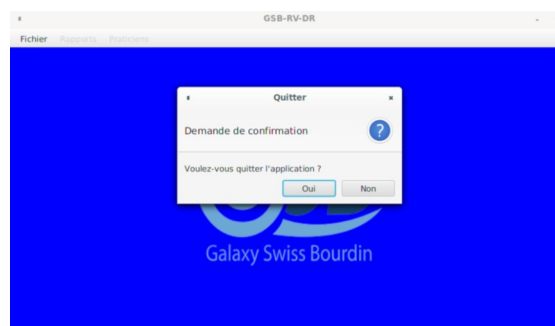 GSB-RV-DR
Fichier Rapports Praticiens
Quitter
Demande de confirmation
?
Voulez-vous quitter l'application ?
Oui Non
Galaxy Swiss Bourdin